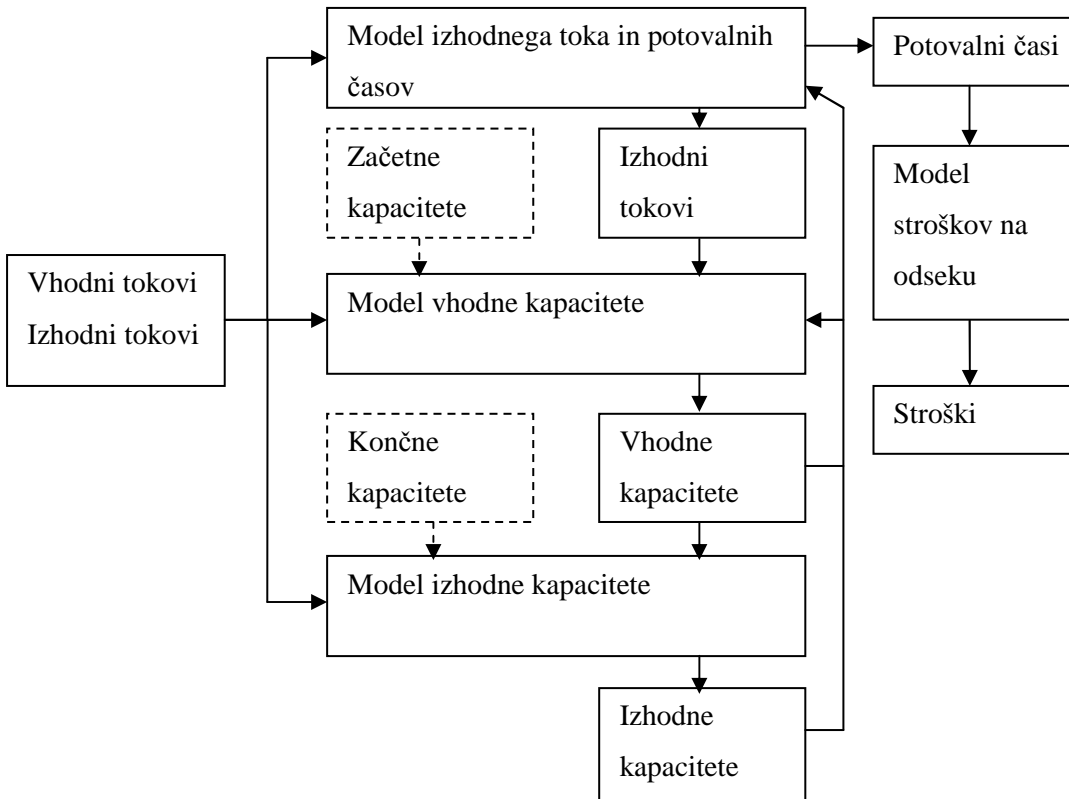 Model izhodnega toka in potovalnih
časov
Potovalni časi
Začetne
kapacitete
Izhodni
tokovi
Model
stroškov na
odseku
Vhodni tokovi
Izhodni tokovi
Model vhodne kapacitete
Stroški
Končne
kapacitete
Vhodne
kapacitete
Model izhodne kapacitete
Izhodne
kapacitete